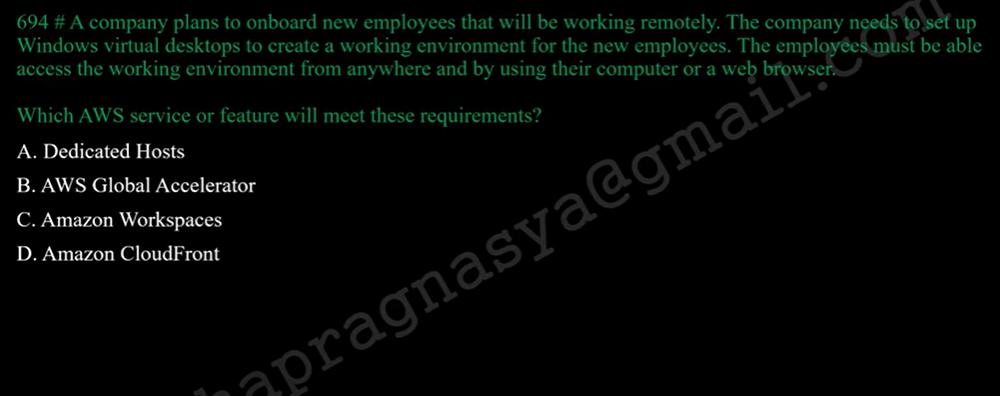 694 # A company plans to onboard new employees that will be working remotely. The company needs to set up
Windows virtual desktops to create a working environment for the new employees. The employees must be able
access the working environment from anywhere and by using their computer or a web browser.
Which AWS service or feature will meet these requirements?
A. Dedicated Hosts
B. AWS Global Accelerator
C. Amazon Workspaces
D. Amazon CloudFront
apragnasya@gmail.com